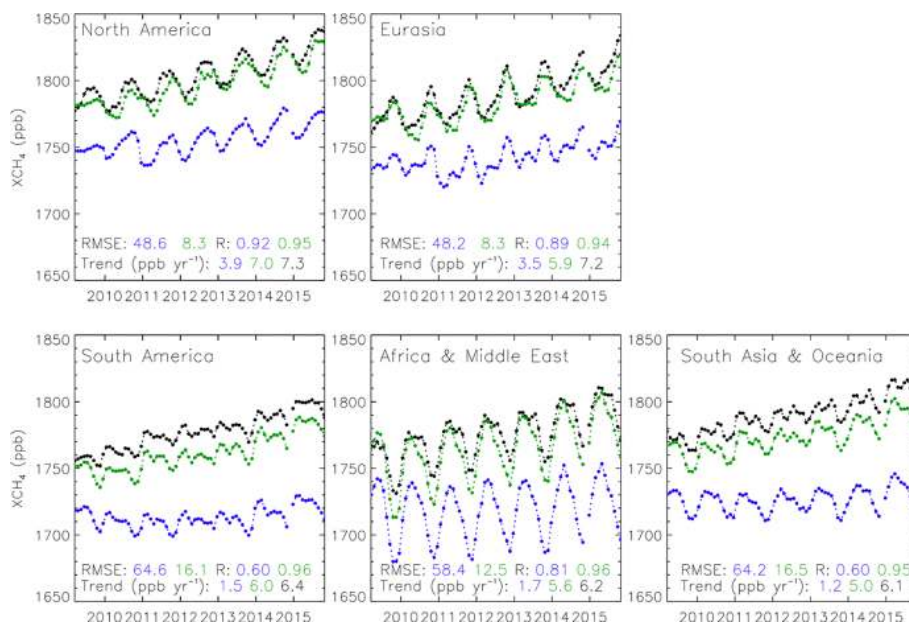 North America
Eurasia
1850
1800
1750
1700
1650
XCH₄ (ppb)
RMSE: 48.6 8.3 R: 0.92 0.95
Trend (ppb yr⁻¹): 3.9 7.0 7.3
2010 2011 2012 2013 2014 2015
1850
1800
1750
1700
1650
RMSE: 48.2 8.3 R: 0.89 0.94
Trend (ppb yr⁻¹): 3.5 5.9 7.2
2010 2011 2012 2013 2014 2015
South America
Africa & Middle East
South Asia & Oceania
1850
1800
1750
1700
1650
XCH₄ (ppb)
RMSE: 64.6 16.1 R: 0.60 0.96
Trend (ppb yr⁻¹): 1.5 6.0 6.4
2010 2011 2012 2013 2014 2015
1850
1800
1750
1700
1650
RMSE: 58.4 12.5 R: 0.81 0.96
Trend (ppb yr⁻¹): 1.7 5.6 6.2
2010 2011 2012 2013 2014 2015
1850
1800
1750
1700
1650
RMSE: 64.2 16.5 R: 0.60 0.95
Trend (ppb yr⁻¹): 1.2 5.0 6.1
2010 2011 2012 2013 2014 2015